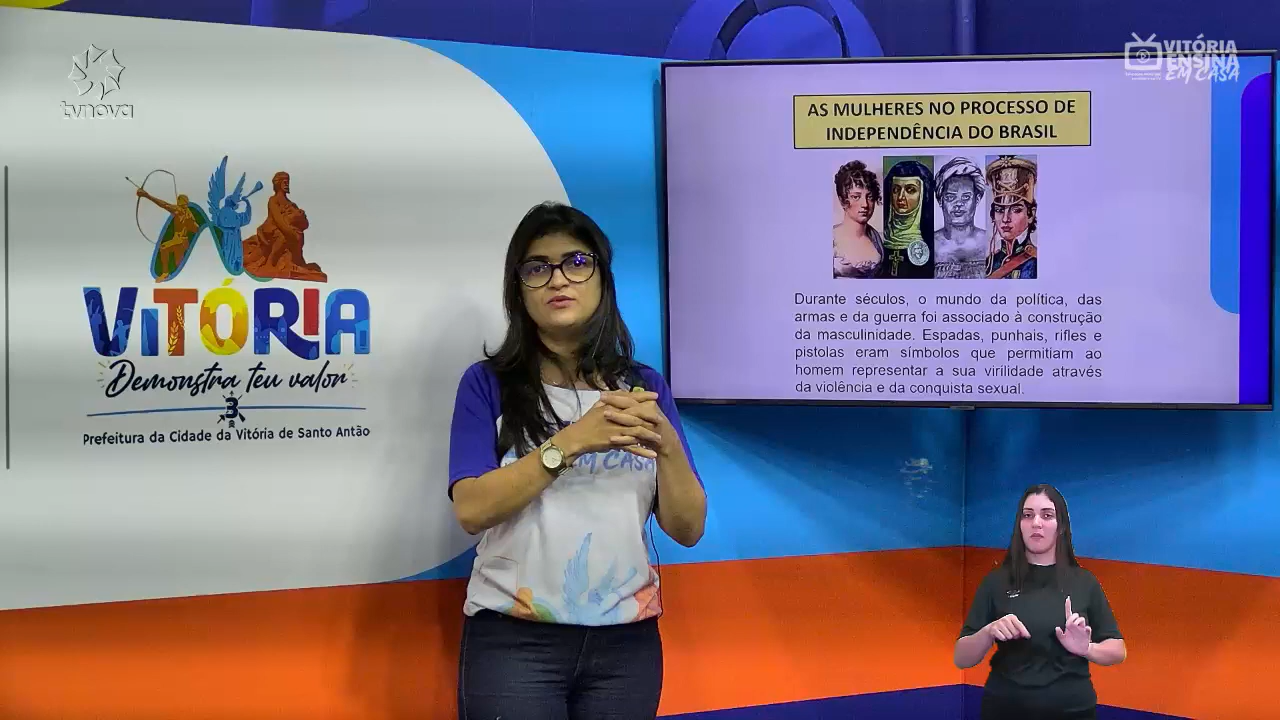 tvnova
VITÓRIA
Demonstra teu valor
3
Prefeitura da Cidade da Vitória de Santo Antão
VITÓRIA
ENSINA
EM CASA
AS MULHERES NO PROCESSO DE
INDEPENDÊNCIA DO BRASIL
Durante séculos, o mundo da política, das
armas e da guerra foi associado à construção
da masculinidade. Espadas, punhais, rifles e
pistolas eram símbolos que permitiam ao
homem representar a sua virilidade através
da violência e da conquista sexual.
EM CASA